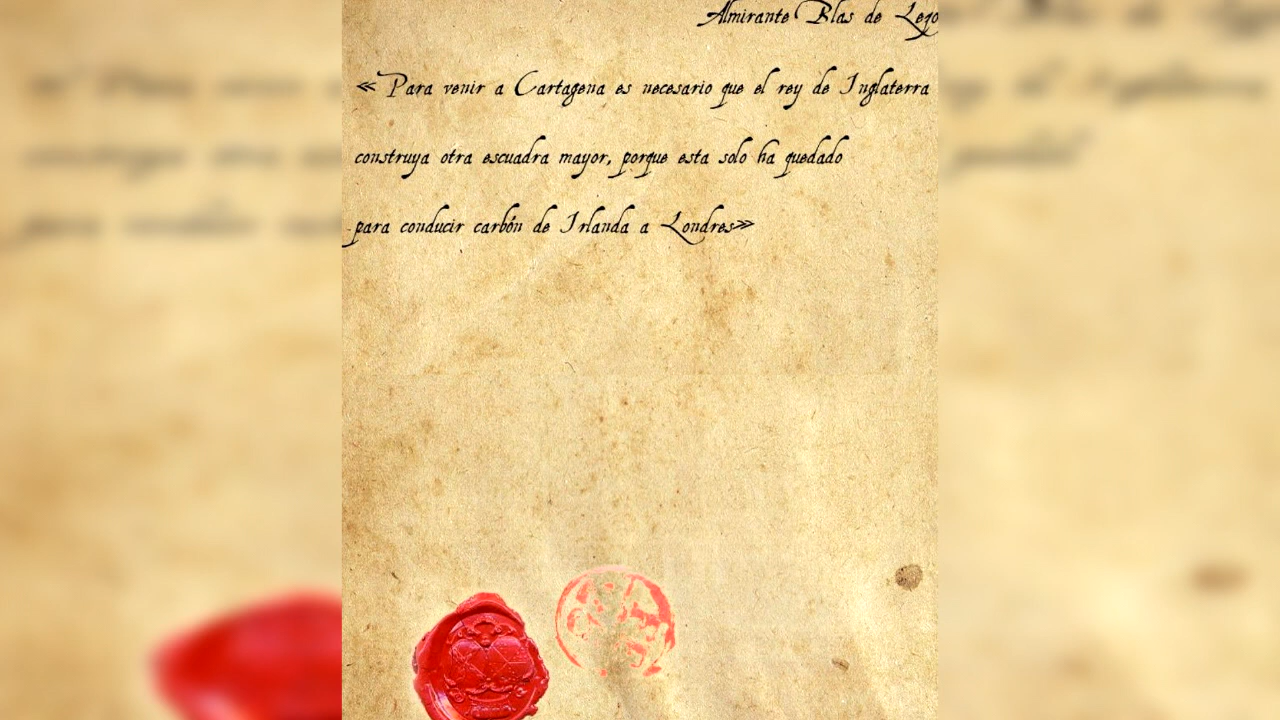 Almirante Blas de Lezo
«Para venir a Cartagena es necesario que el rey de Inglaterra
construya otra escuadra mayor, porque esta solo ha quedado
para conducir carbón de Irlanda a Londres»